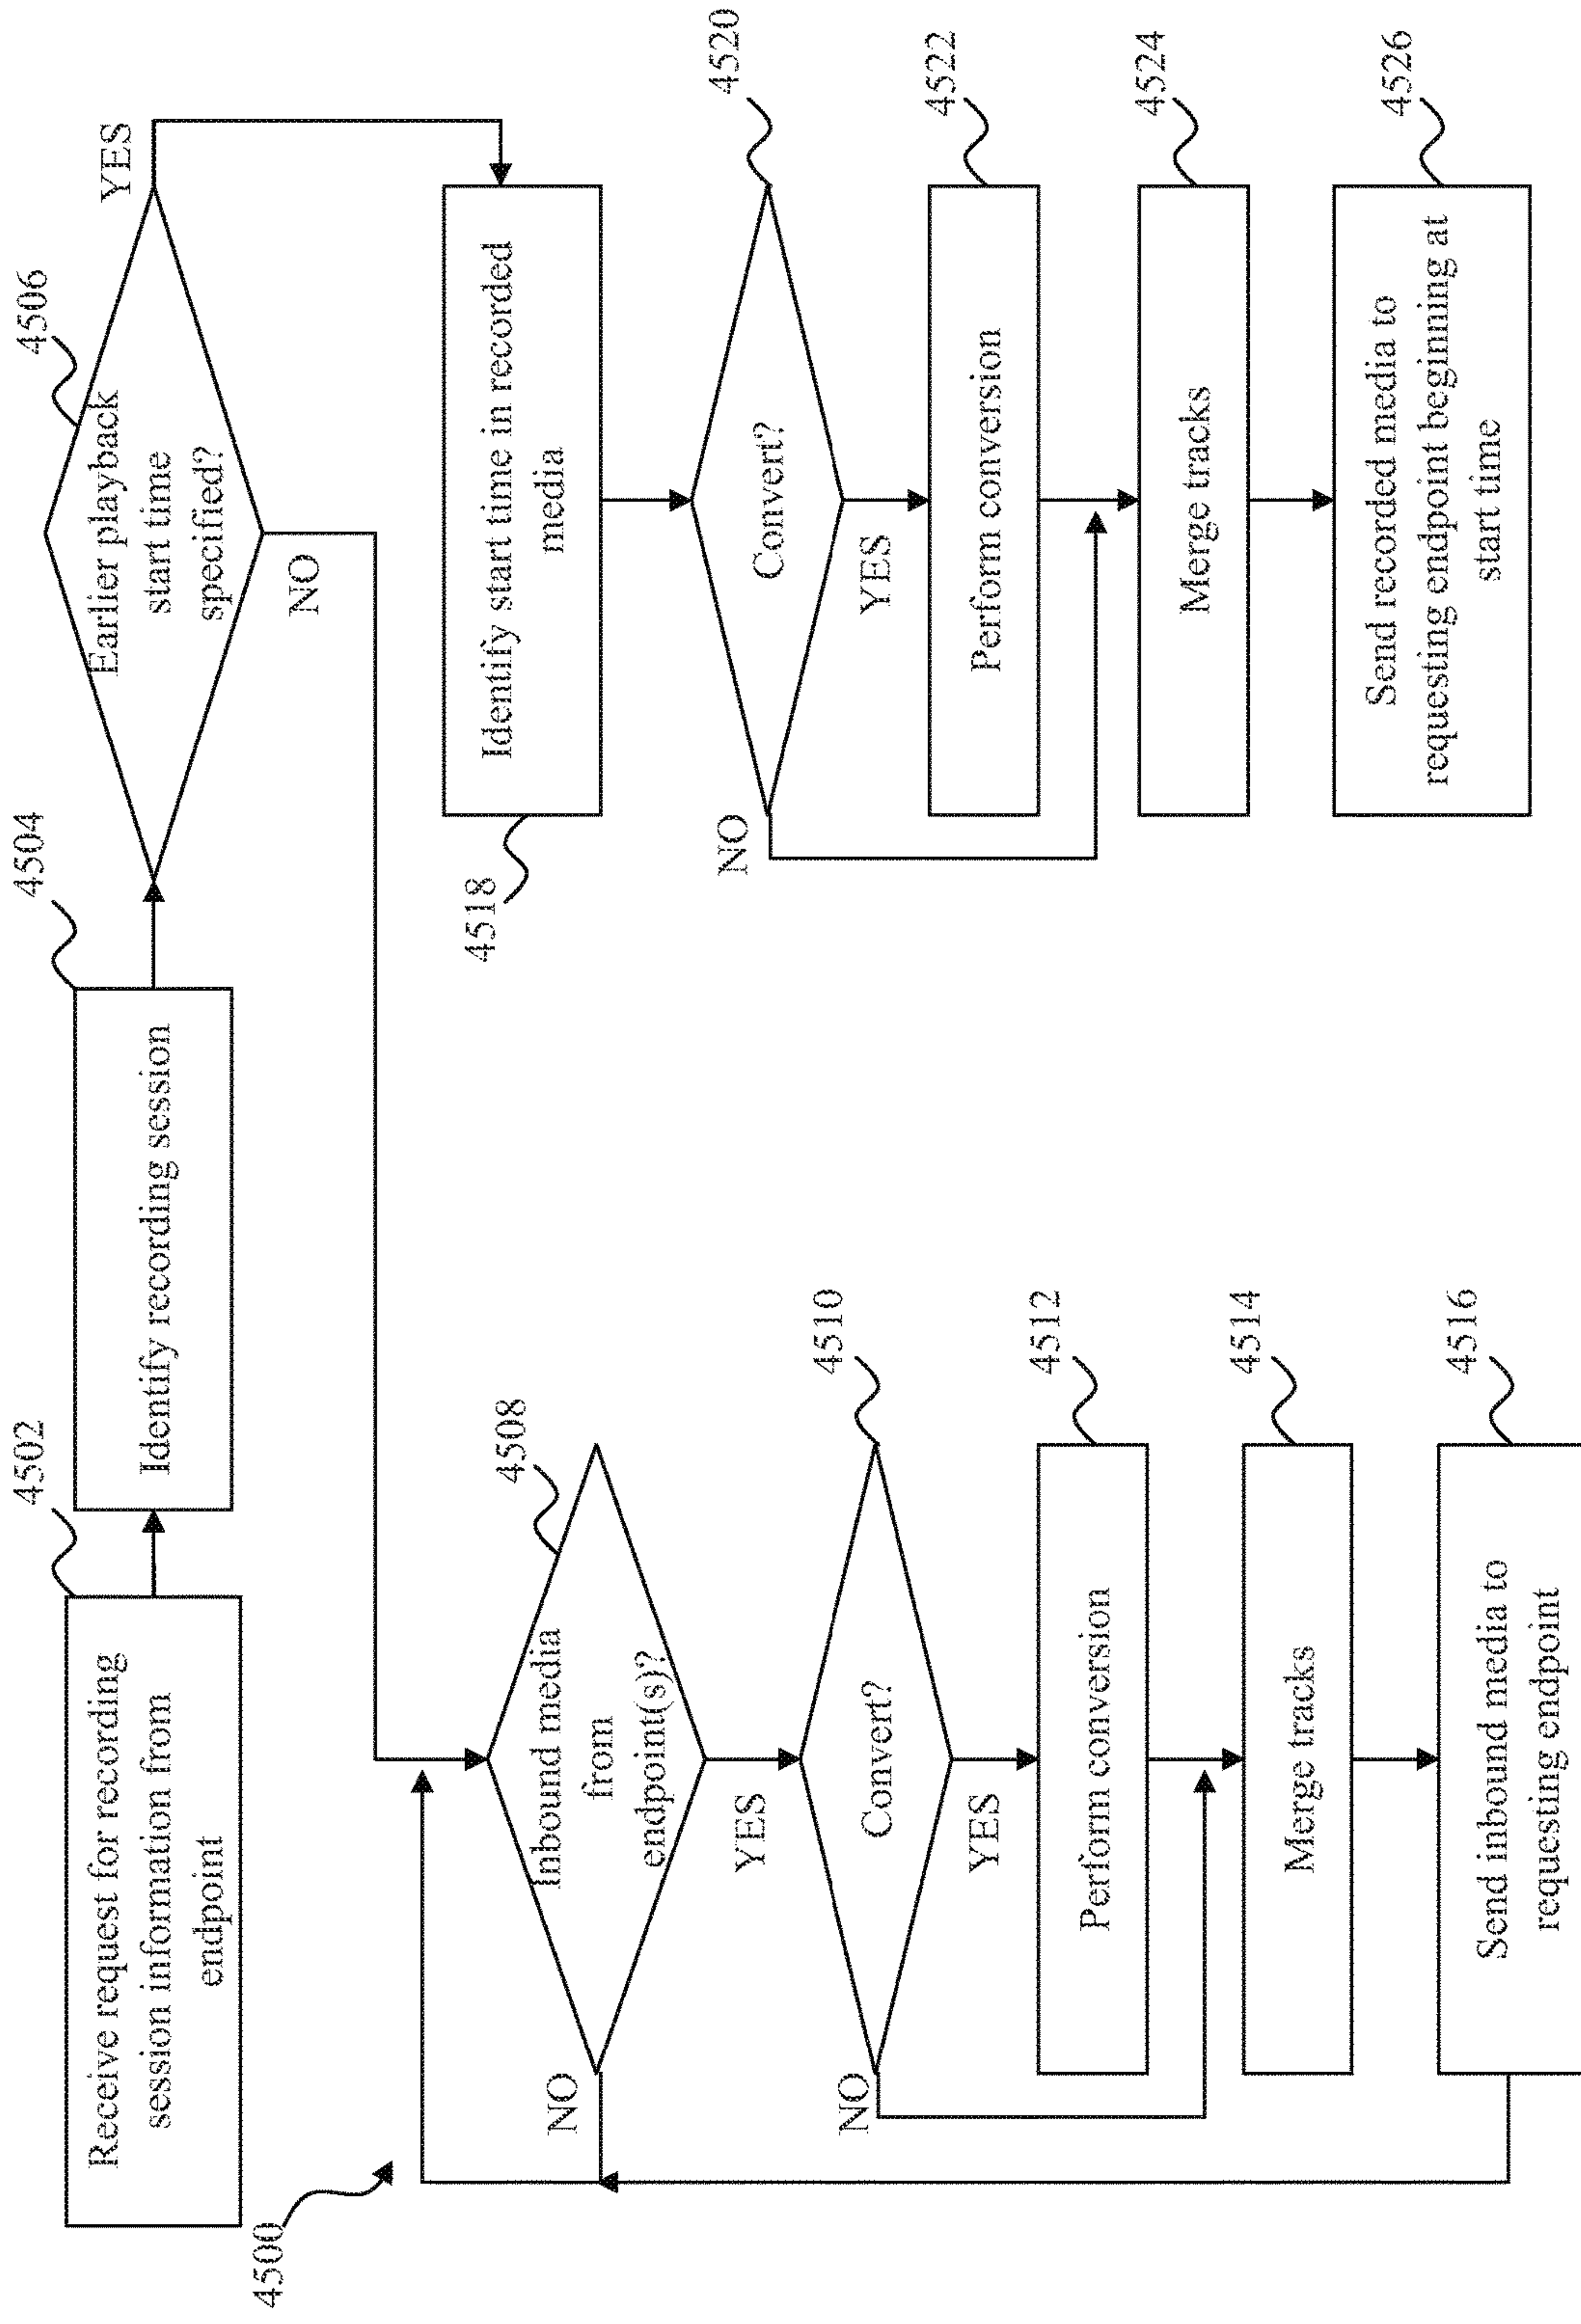 4500
4502
Receive request for recording
session information from
endpoint
4504
Identify recording session
4506
Earlier playback
start time
specified?
YES
NO
4508
Inbound media
from
endpoint(s)?
NO
YES
4510
Convert?
NO
YES
4512
Perform conversion
4514
Merge tracks
4516
Send inbound media to
requesting endpoint
4518
Identify start time in recorded
media
4520
Convert?
NO
YES
4522
Perform conversion
4524
Merge tracks
4526
Send recorded media to
requesting endpoint beginning at
start time